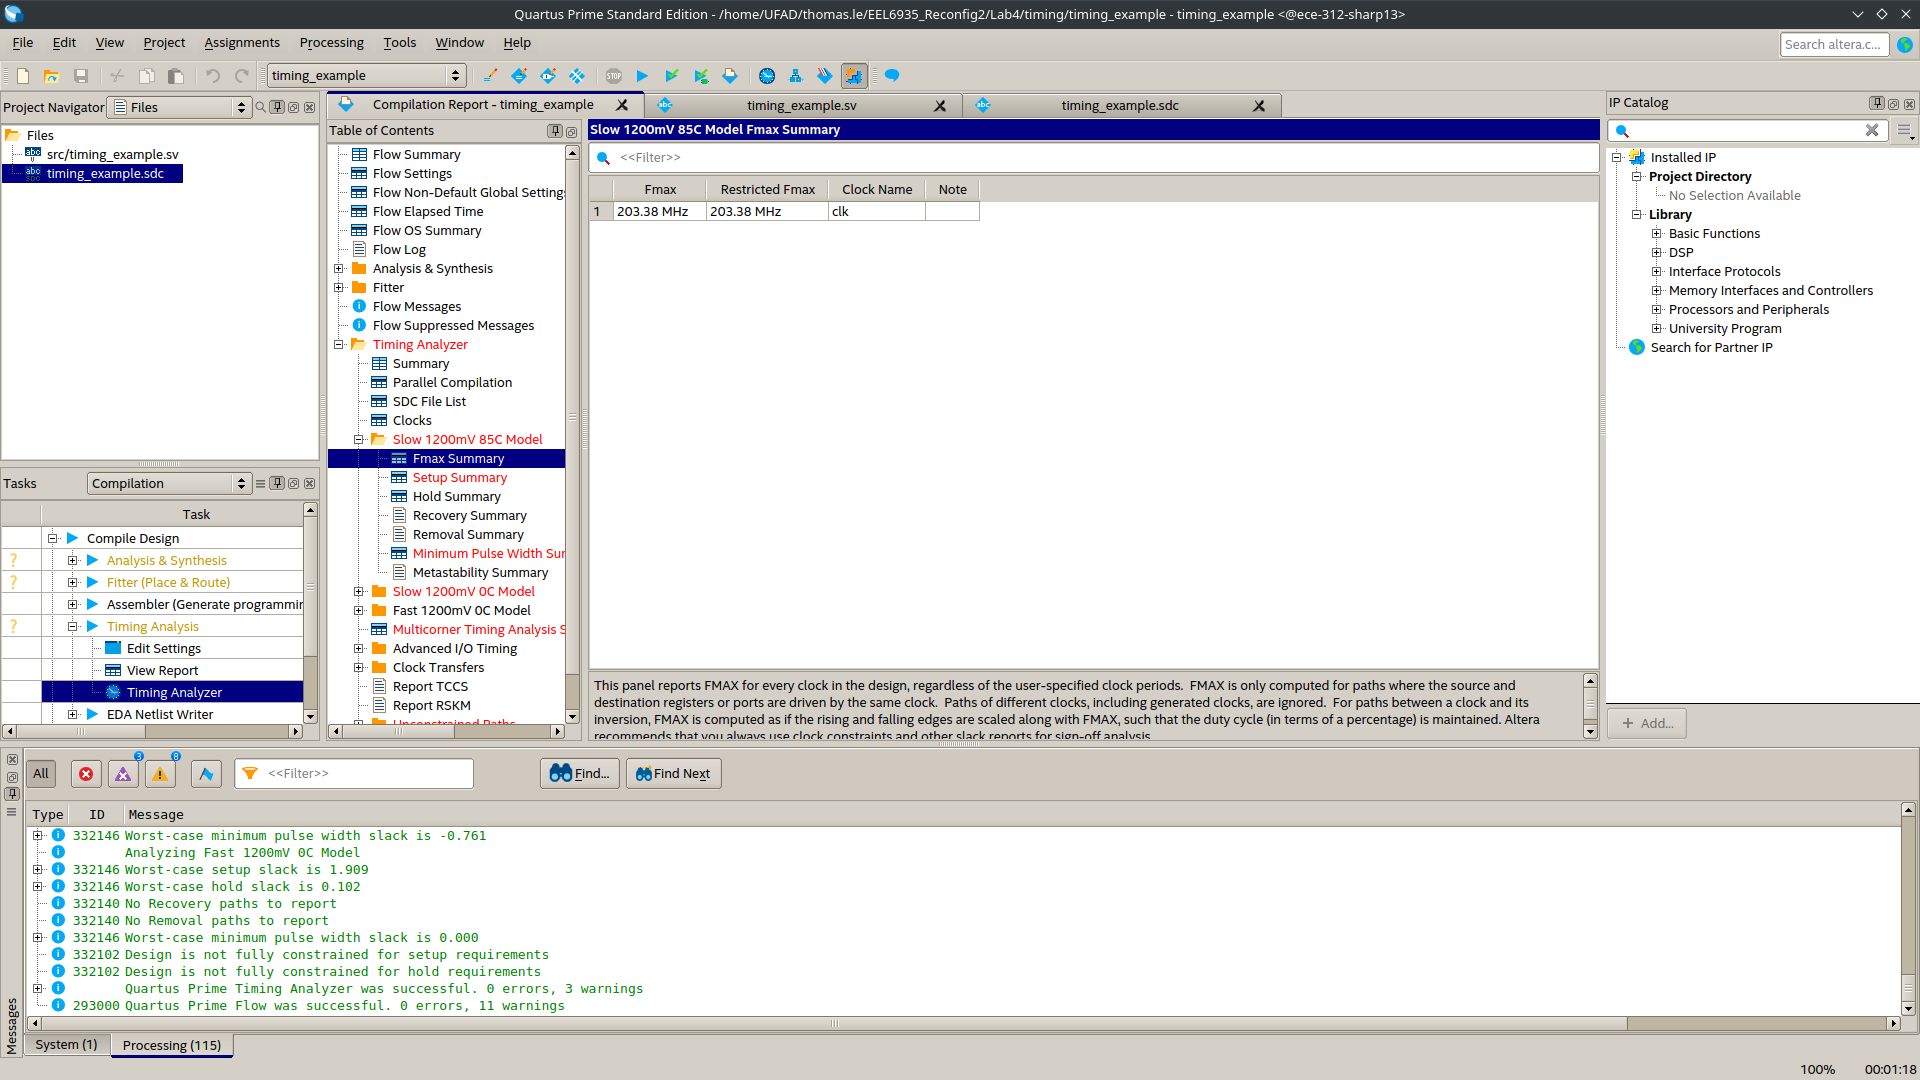 Quartus Prime Standard Edition - /home/UFAD/thomas.le/EEL6935_Reconfig2/Lab4/timing/timing_example - timing_example <@ece-312-sharp13>
File Edit View Project Assignments Processing Tools Window Help
Search altera.c...
timing_example
STOP
Project Navigator Files
Files
src/timing_example.sv
timing_example.sdc
Tasks Compilation
Task
Compile Design
? Analysis & Synthesis
? Fitter (Place & Route)
Assembler (Generate programmin
? Timing Analysis
Edit Settings
View Report
Timing Analyzer
EDA Netlist Writer
Compilation Report - timing_example
timing_example.sv
timing_example.sdc
Table of Contents
Flow Summary
Flow Settings
Flow Non-Default Global Settings
Flow Elapsed Time
Flow OS Summary
Flow Log
Analysis & Synthesis
Fitter
Flow Messages
Flow Suppressed Messages
Timing Analyzer
Summary
Parallel Compilation
SDC File List
Clocks
Slow 1200mV 85C Model
Fmax Summary
Setup Summary
Hold Summary
Recovery Summary
Removal Summary
Minimum Pulse Width Sur
Metastability Summary
Slow 1200mV 0C Model
Fast 1200mV 0C Model
Multicorner Timing Analysis S
Advanced I/O Timing
Clock Transfers
Report TCCS
Report RSKM
Unconstrained Paths
Slow 1200mV 85C Model Fmax Summary
<<Filter>>
Fmax Restricted Fmax Clock Name Note
1 203.38 MHz 203.38 MHz clk
This panel reports FMAX for every clock in the design, regardless of the user-specified clock periods. FMAX is only computed for paths where the source and
destination registers or ports are driven by the same clock. Paths of different clocks, including generated clocks, are ignored. For paths between a clock and its
inversion, FMAX is computed as if the rising and falling edges are scaled along with FMAX, such that the duty cycle (in terms of a percentage) is maintained. Altera
recommends that you always use clock constraints and other slack reports for sign-off analysis.
IP Catalog
Installed IP
Project Directory
No Selection Available
Library
Basic Functions
DSP
Interface Protocols
Memory Interfaces and Controllers
Processors and Peripherals
University Program
Search for Partner IP
+ Add...
All
3
8
<<Filter>>
Find...
Find Next
Type ID Message
332146 Worst-case minimum pulse width slack is -0.761
Analyzing Fast 1200mV 0C Model
332146 Worst-case setup slack is 1.909
332146 Worst-case hold slack is 0.102
332140 No Recovery paths to report
332140 No Removal paths to report
332146 Worst-case minimum pulse width slack is 0.000
332102 Design is not fully constrained for setup requirements
332102 Design is not fully constrained for hold requirements
Quartus Prime Timing Analyzer was successful. 0 errors, 3 warnings
293000 Quartus Prime Flow was successful. 0 errors, 11 warnings
Messages
System (1)
Processing (115)
100% 00:01:18